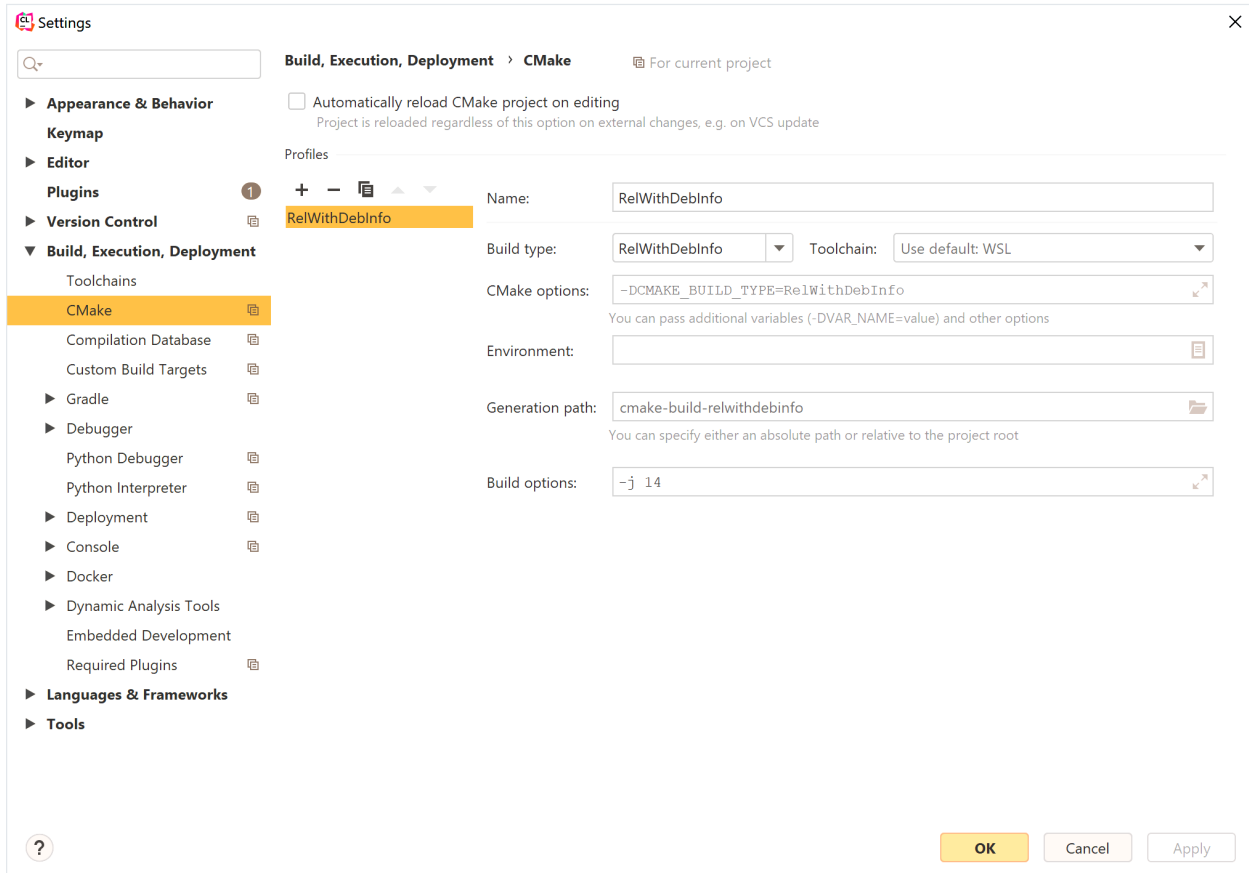 Settings
Build, Execution, Deployment › CMake
For current project
Appearance & Behavior
Keymap
Editor
Plugins
1
Version Control
Build, Execution, Deployment
Toolchains
CMake
Compilation Database
Custom Build Targets
Gradle
Debugger
Python Debugger
Python Interpreter
Deployment
Console
Docker
Dynamic Analysis Tools
Embedded Development
Required Plugins
Languages & Frameworks
Tools
Automatically reload CMake project on editing
Project is reloaded regardless of this option on external changes, e.g. on VCS update
Profiles
RelWithDebInfo
Name: RelWithDebInfo
Build type: RelWithDebInfo Toolchain: Use default: WSL
CMake options: -DCMAKE_BUILD_TYPE=RelWithDebInfo
You can pass additional variables (-DVAR_NAME=value) and other options
Environment:
Generation path: cmake-build-relwithdebinfo
You can specify either an absolute path or relative to the project root
Build options: -j 14
?
OK Cancel Apply